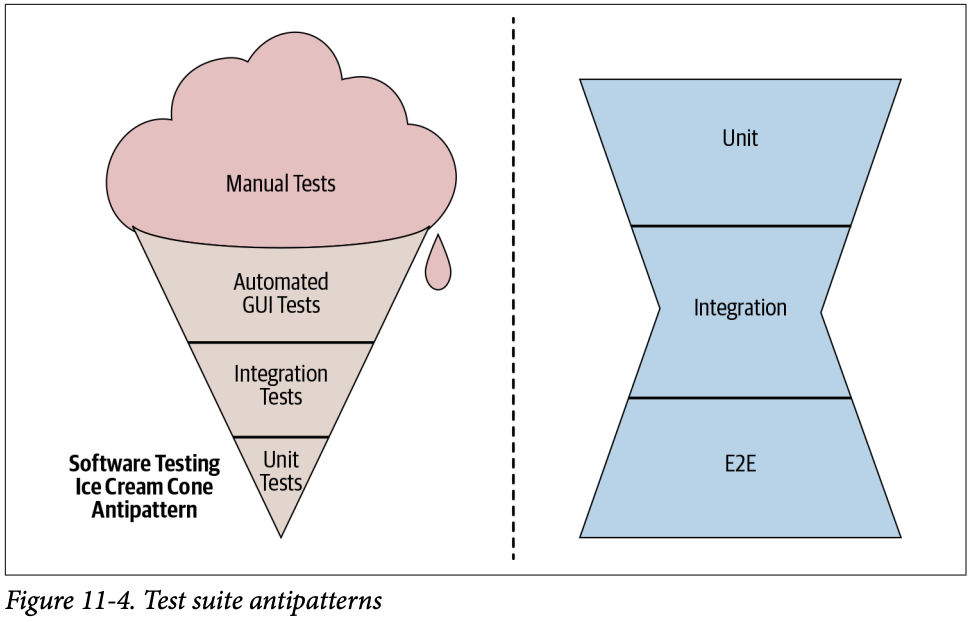 Manual Tests
Automated
GUI Tests
Integration
Tests
Unit
Tests
Software Testing
Ice Cream Cone
Antipattern
Unit
Integration
E2E
Figure 11-4. Test suite antipatterns